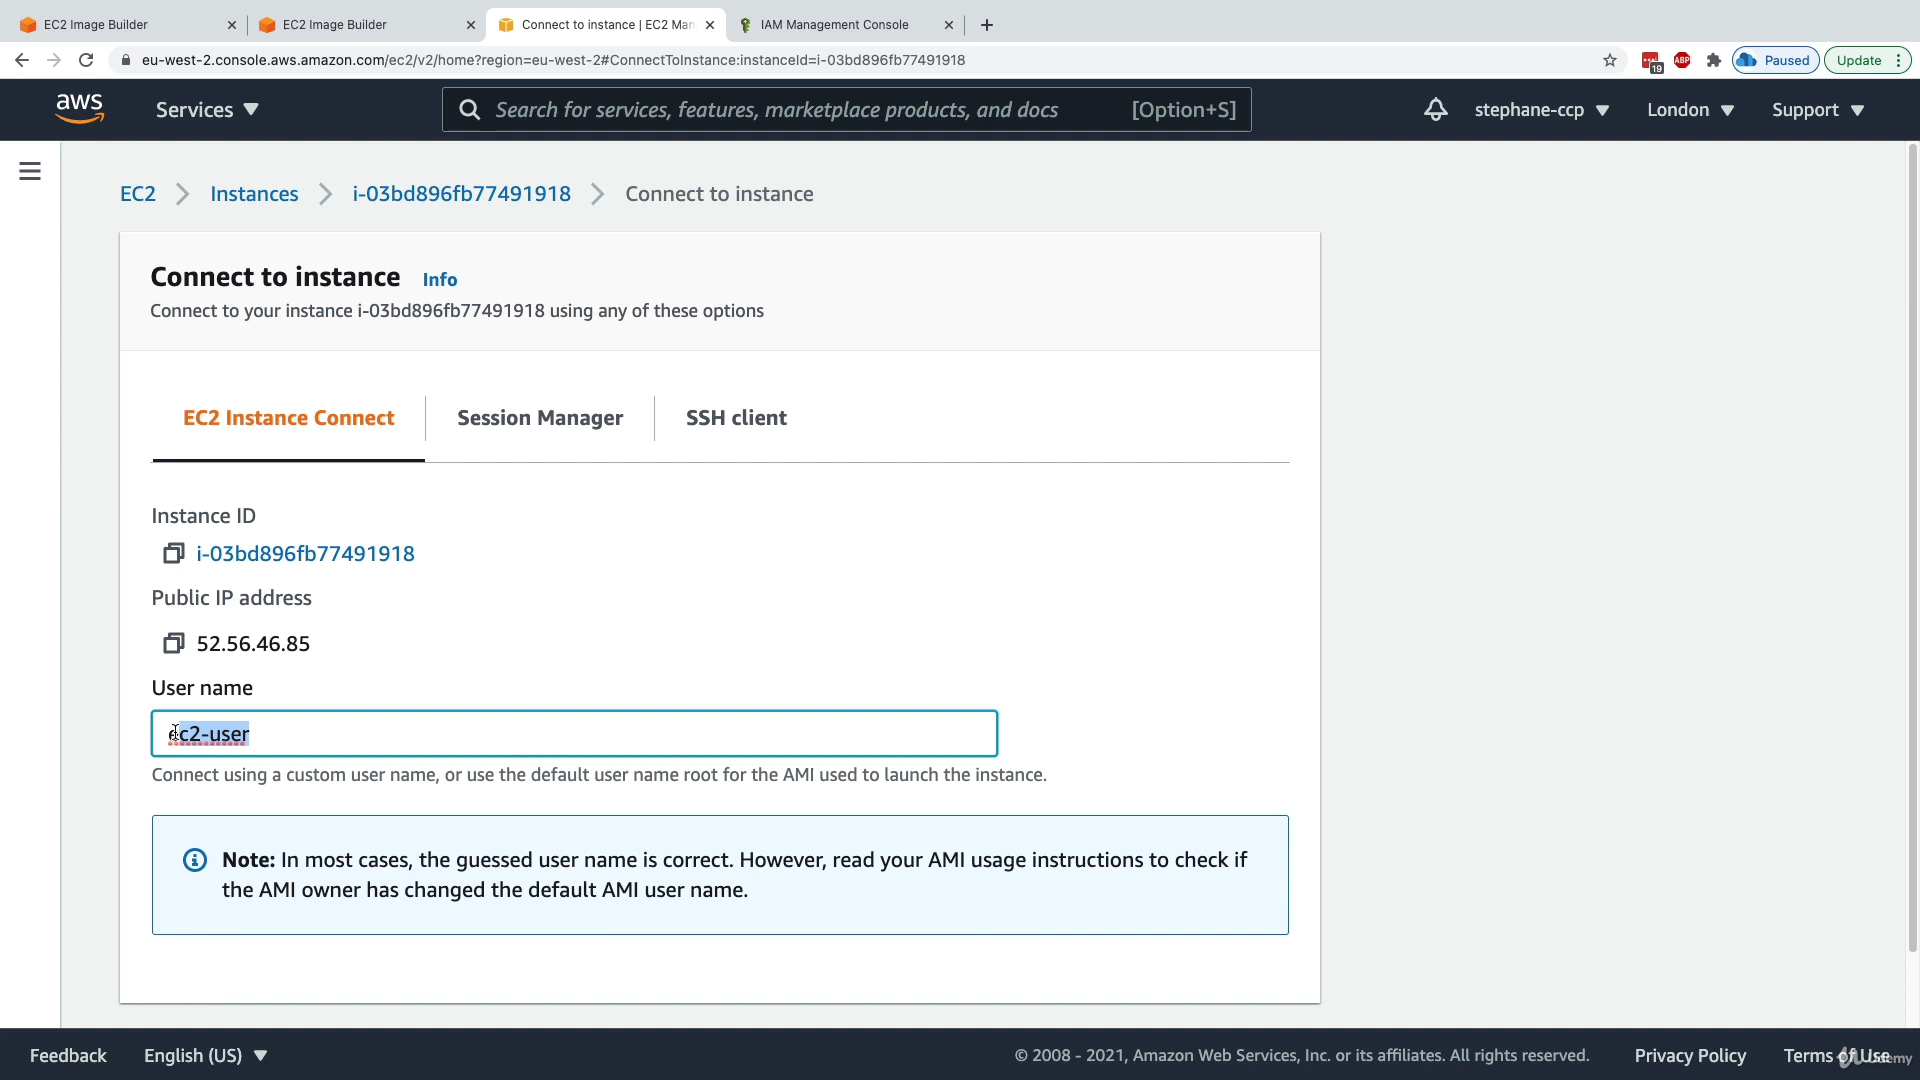 EC2 Image Builder
EC2 Image Builder
Connect to instance | EC2 Man
IAM Management Console
eu-west-2.console.aws.amazon.com/ec2/v2/home?region=eu-west-2#ConnectToInstance:instanceId=i-03bd896fb77491918
19
ABP
Paused
Update
aws
Services
Search for services, features, marketplace products, and docs
[Option+S]
stephane-ccp
London
Support
EC2
Instances
i-03bd896fb77491918
Connect to instance
Connect to instance
Info
Connect to your instance i-03bd896fb77491918 using any of these options
EC2 Instance Connect
Session Manager
SSH client
Instance ID
i-03bd896fb77491918
Public IP address
52.56.46.85
User name
ec2-user
Connect using a custom user name, or use the default user name root for the AMI used to launch the instance.
Note: In most cases, the guessed user name is correct. However, read your AMI usage instructions to check if
the AMI owner has changed the default AMI user name.
Feedback
English (US)
© 2008 - 2021, Amazon Web Services, Inc. or its affiliates. All rights reserved.
Privacy Policy
Terms of Use
Udemy